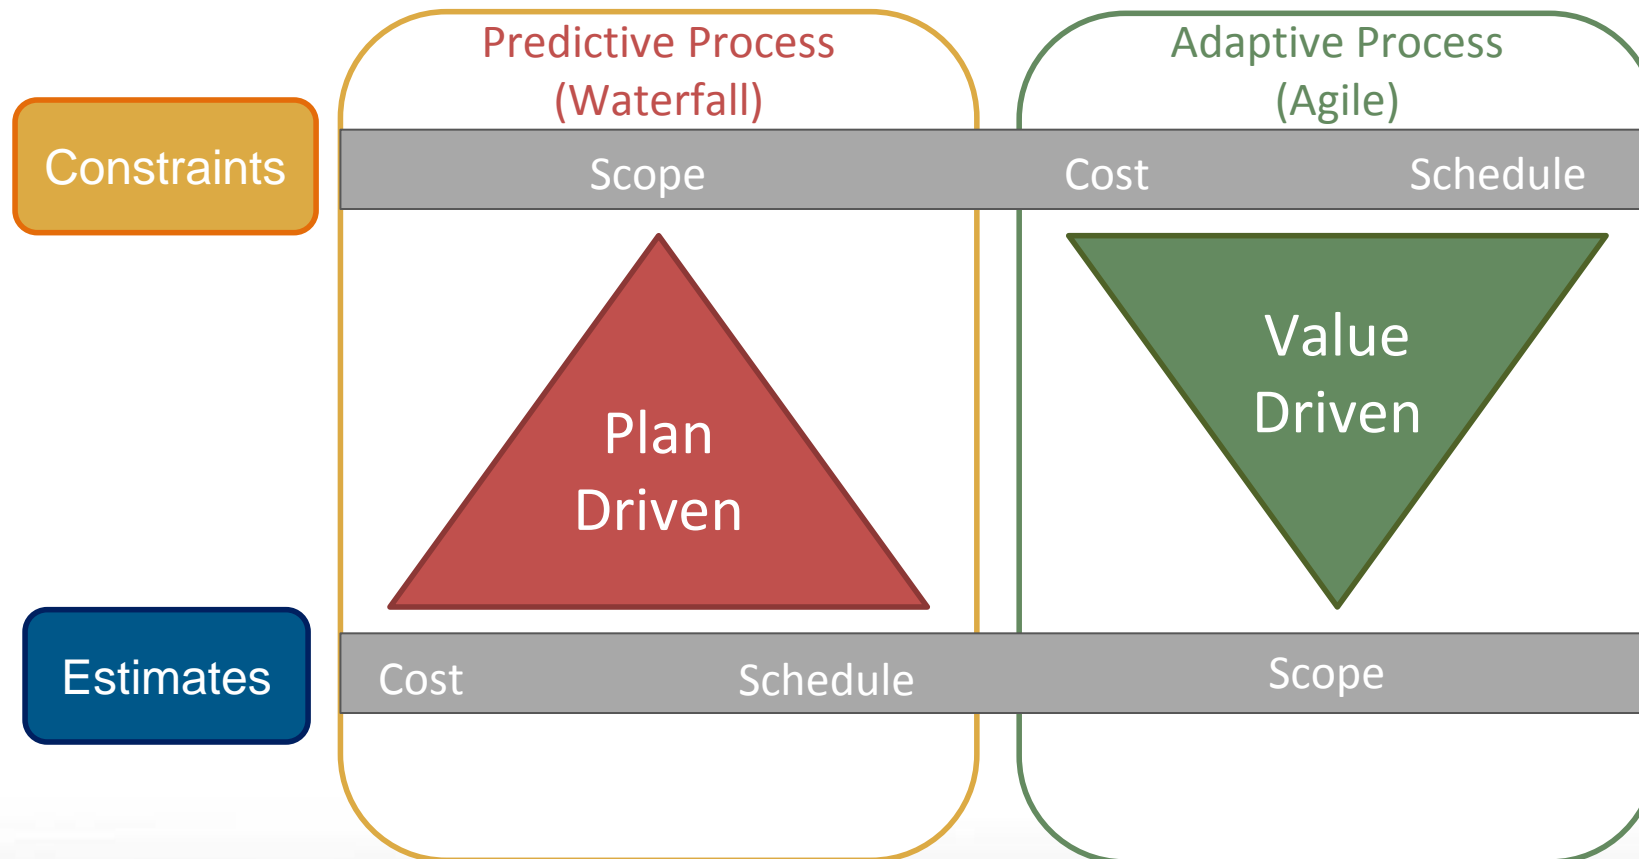 Predictive Process
(Waterfall)
Adaptive Process
(Agile)
Constraints
Scope
Cost
Schedule
Plan
Driven
Value
Driven
Estimates
Cost
Schedule
Scope